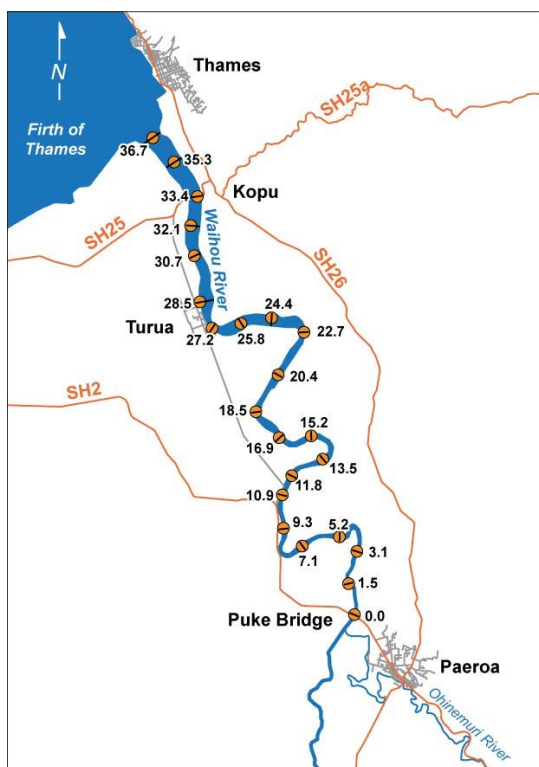 Thames
N
SH25a
Firth of
Thames
36.7
35.3
Kopu
33.4
Waihou River
32.1
SH25
SH26
30.7
28.5
24.4
Turua
27.2
25.8
22.7
20.4
SH2
18.5
15.2
16.9
13.5
11.8
10.9
9.3
5.2
7.1
3.1
1.5
Puke Bridge
0.0
Paeroa
Ohinemuri River